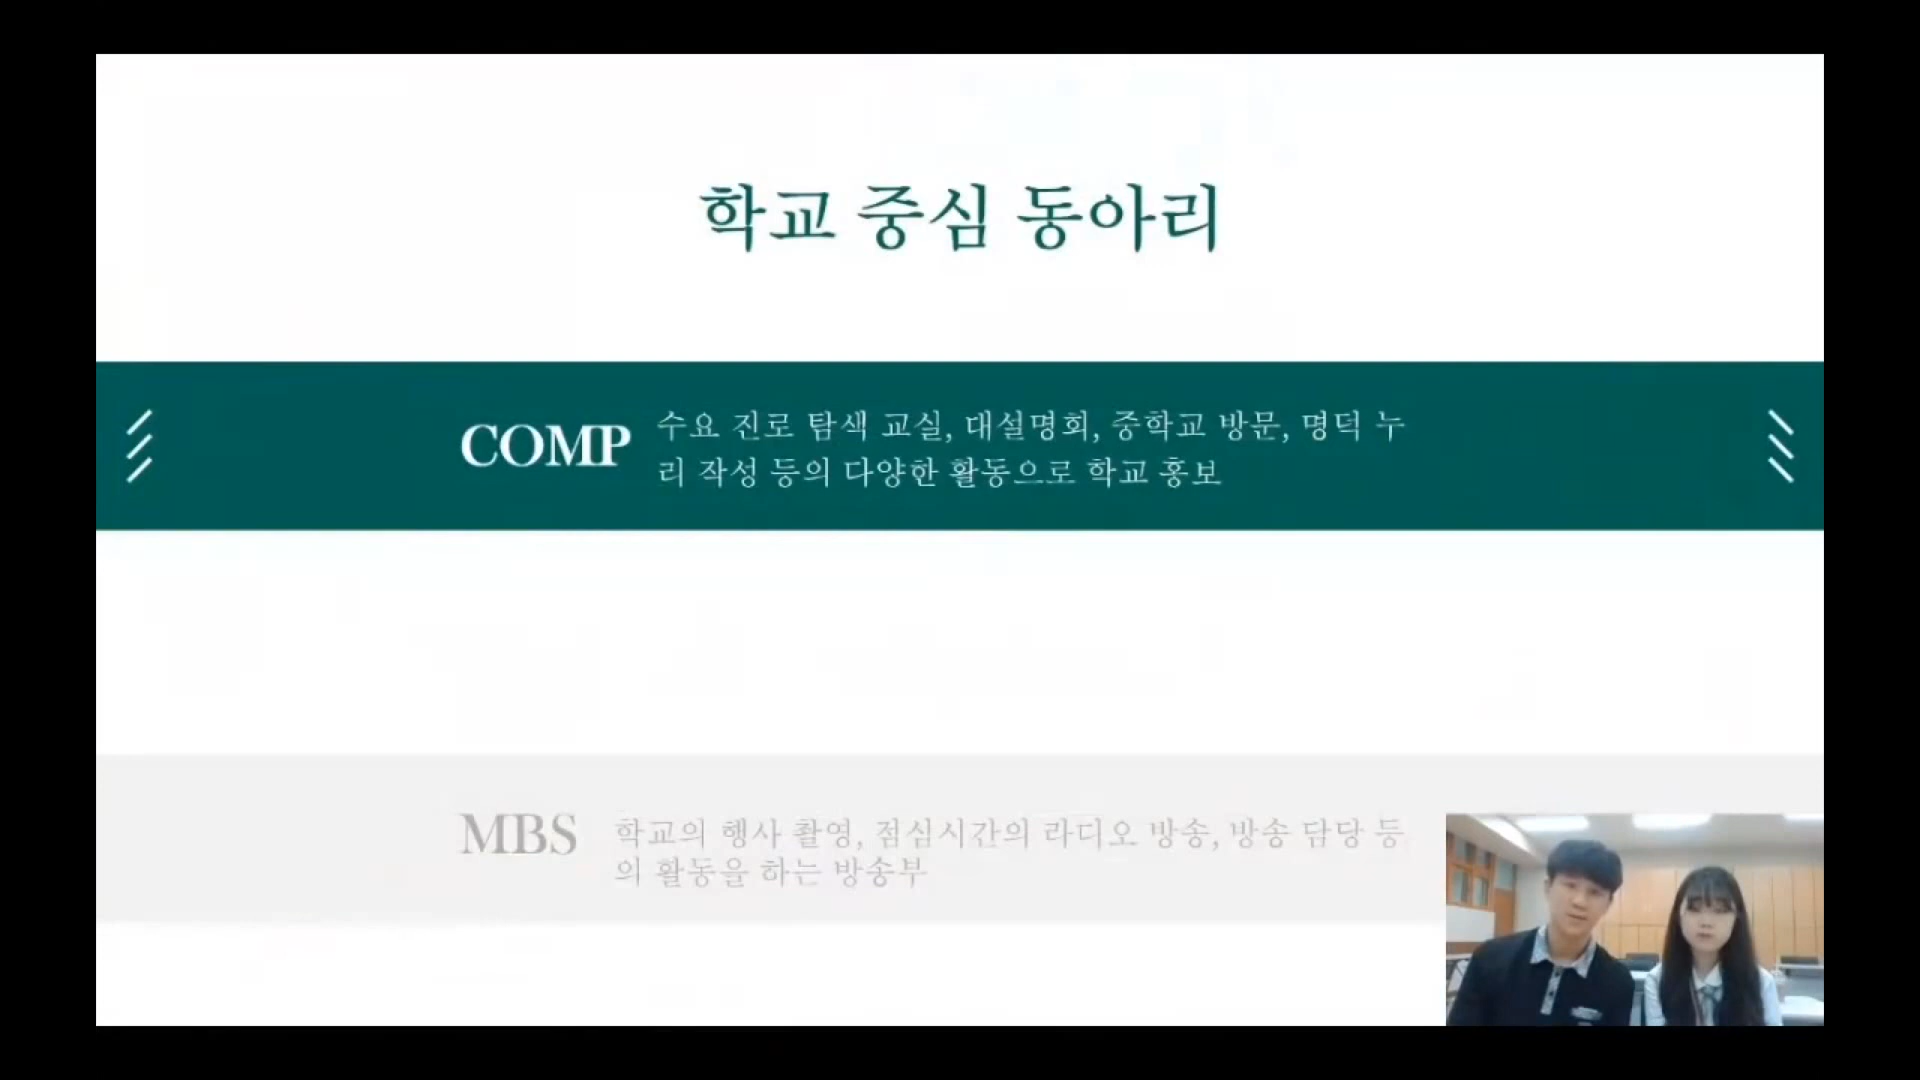 학교 중심 동아리
COMP
수요 진로 탐색 교실, 대설명회, 중학교 방문, 명덕 누
리 작성 등의 다양한 활동으로 학교 홍보
MBS
학교의 행사 촬영, 점심시간의 라디오 방송, 방송 담당 등
의 활동을 하는 방송부